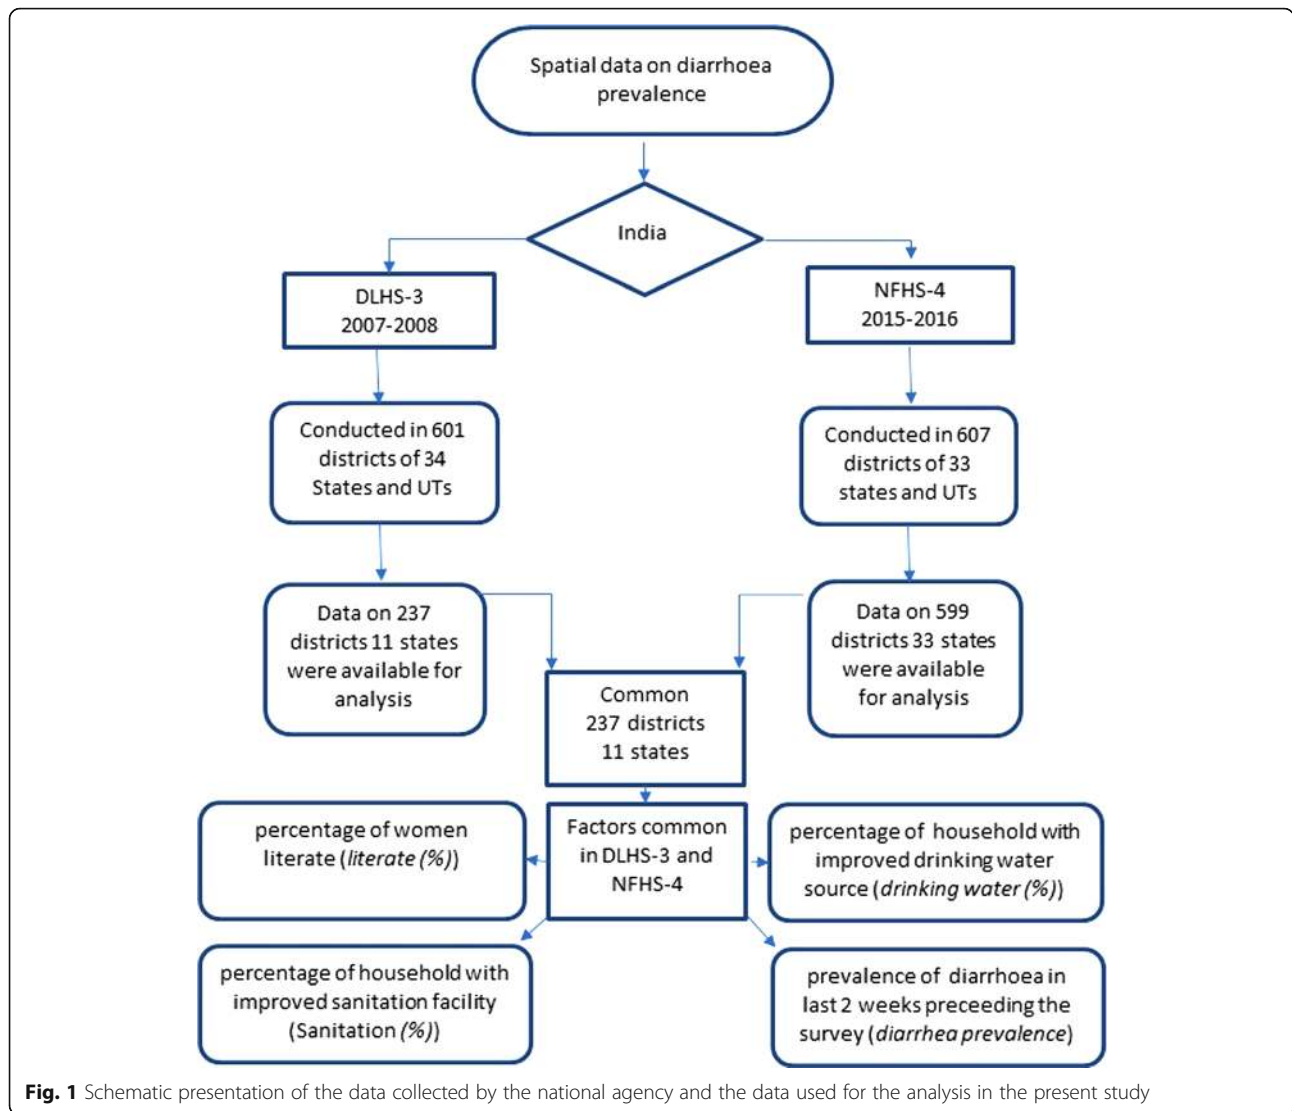 Spatial data on diarrhoea
prevalence
India
DLHS-3
2007-2008
NFHS-4
2015-2016
Conducted in 601
districts of 34
States and UTs
Conducted in 607
districts of 33
states and UTs
Data on 237
districts 11 states
were available for
analysis
Data on 599
districts 33 states
were available
for analysis
Common
237 districts
11 states
percentage of women
literate (literate (%))
Factors common
in DLHS-3 and
NFHS-4
percentage of household with
improved drinking water
source (drinking water (%))
percentage of household with
improved sanitation facility
(Sanitation (%))
prevalence of diarrhoea in
last 2 weeks preceeding the
survey (diarrhea prevalence)
Fig. 1 Schematic presentation of the data collected by the national agency and the data used for the analysis in the present study